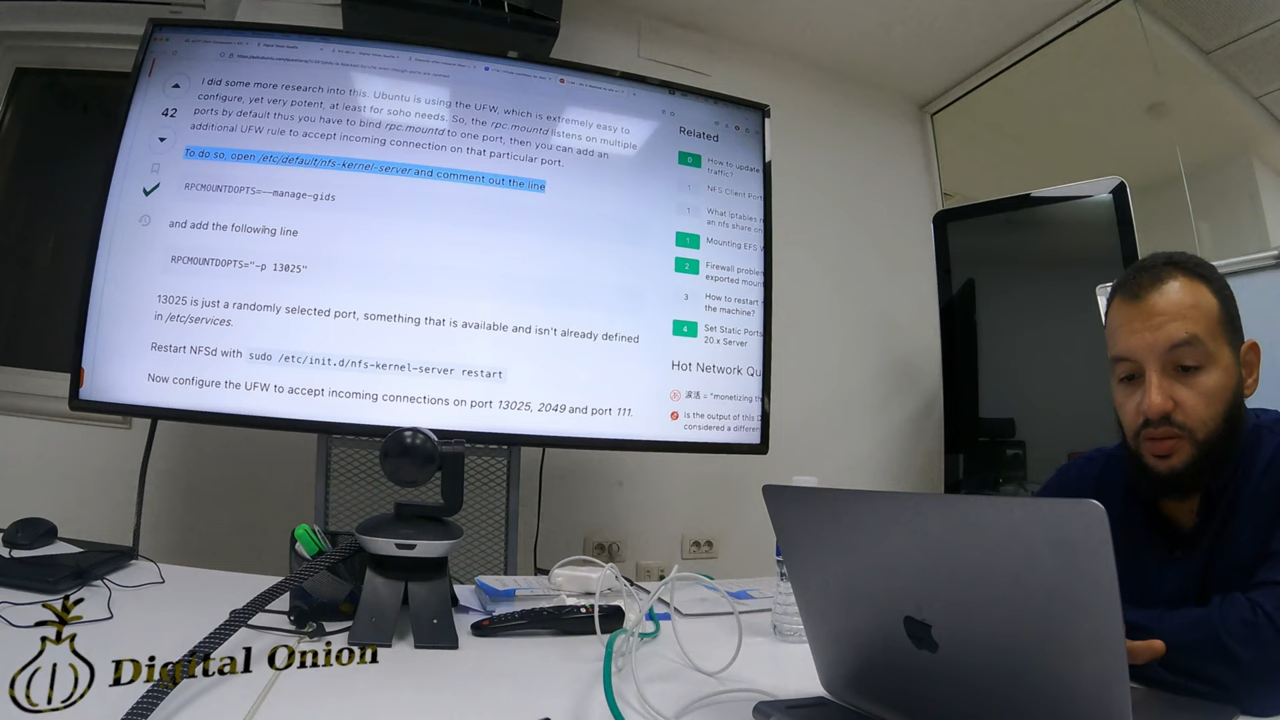 I did some more research into this. Ubuntu is using the UFW, which is extremely easy to
configure, yet very potent, at least for soho needs. So, the rpc.mountd listens on multiple
ports by default thus you have to bind rpc.mountd to one port, then you can add an
additional UFW rule to accept incoming connection on that particular port.
42
To do so, open /etc/default/nfs-kernel-server and comment out the line
RPCMOUNTDOPTS=--manage-gids
and add the following line
RPCMOUNTDOPTS="-p 13025"
13025 is just a randomly selected port, something that is available and isn't already defined
in /etc/services.
Restart NFSd with sudo /etc/init.d/nfs-kernel-server restart
Now configure the UFW to accept incoming connections on port 13025, 2049 and port 111.
Related
0 How to update
traffic?
1 NFS Client Port
1 What iptables
an nfs share on
1 Mounting EFS
2 Firewall
exported
3 How to restart
the machine?
4 Set Static Ports
20.x Server
Hot Network Qu
= "monetizing
Is the output of this
considered a
Digital Onion